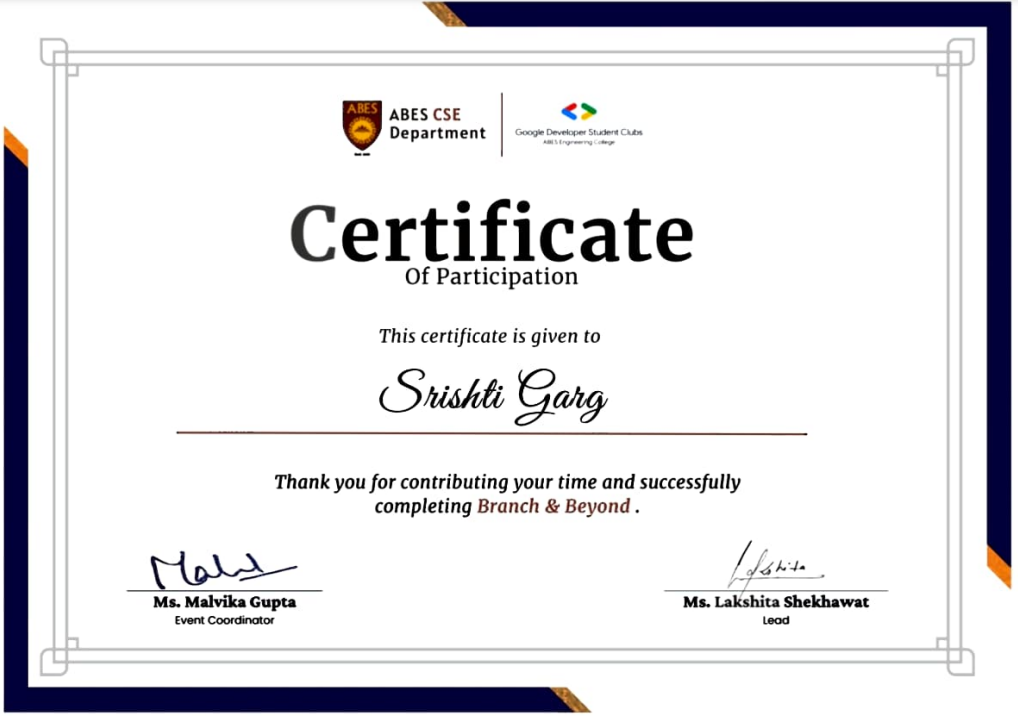 ABES
ABES CSE
Department
Google Developer Student Clubs
ABES Engineering College
Certificate
Of Participation
This certificate is given to
Srishti Garg
Thank you for contributing your time and successfully
completing Branch & Beyond .
Lakshita
Ms. Malvika Gupta
Ms. Lakshita Shekhawat
Event Coordinator
Lead